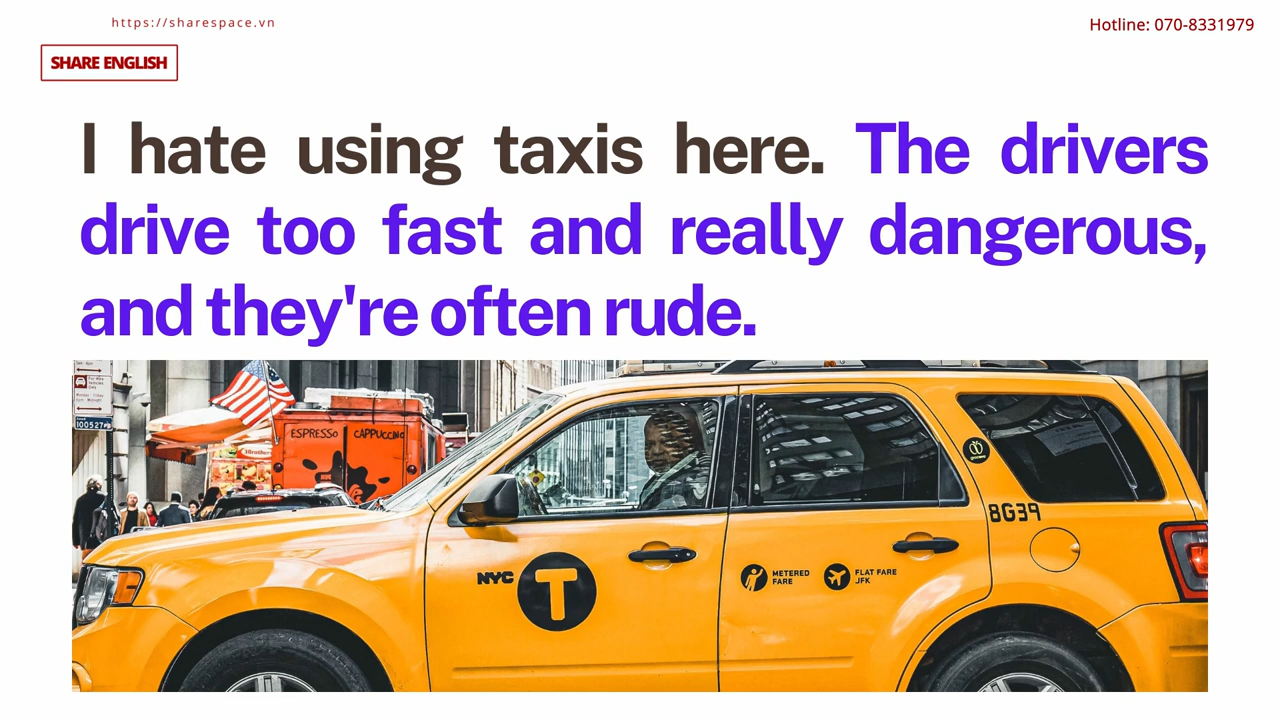 https://sharespace.vn
Hotline: 070-8331979
SHARE ENGLISH
I hate using taxis here. The drivers
drive too fast and really dangerous,
and they're often rude.
ESPRESSO CAPPUCCINO
100527
8G39
NYC T
METERED
FARE
FLAT FARE
JFK